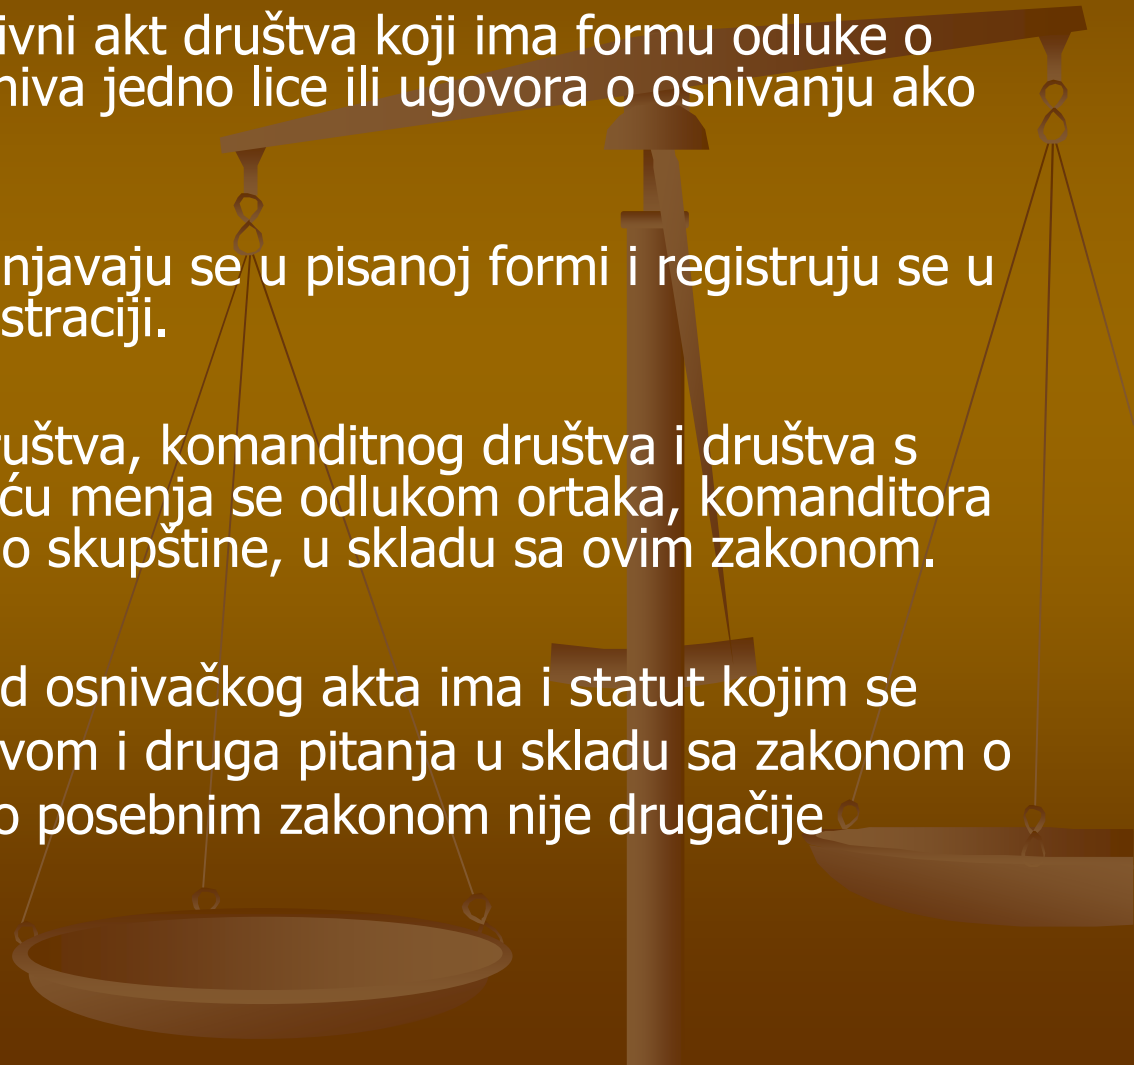 ivni akt društva koji ima formu odluke o
niva jedno lice ili ugovora o osnivanju ako
njavaju se u pisanoj formi i registruju se u
straciji.
ruštva, komanditnog društva i društva s
ću menja se odlukom ortaka, komanditora
o skupštine, u skladu sa ovim zakonom.
d osnivačkog akta ima i statut kojim se
vom i druga pitanja u skladu sa zakonom o
o posebnim zakonom nije drugačije